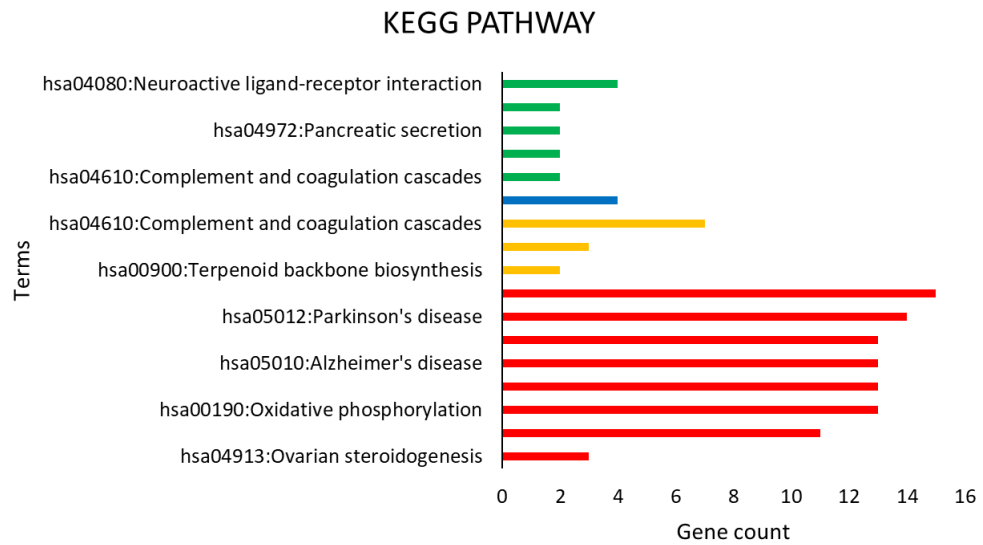 KEGG PATHWAY
hsa04080:Neuroactive ligand-receptor interaction
hsa04972:Pancreatic secretion
hsa04610:Complement and coagulation cascades
hsa04610:Complement and coagulation cascades
hsa00900:Terpenoid backbone biosynthesis
hsa05012:Parkinson's disease
hsa05010:Alzheimer's disease
hsa00190:Oxidative phosphorylation
hsa04913:Ovarian steroidogenesis
Terms
0 2 4 6 8 10 12 14 16
Gene count